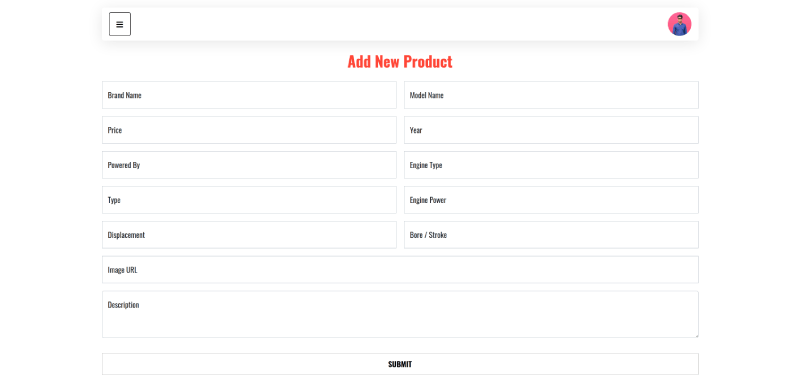 Add New Product
Brand Name
Model Name
Price
Year
Powered By
Engine Type
Type
Engine Power
Displacement
Bore / Stroke
Image URL
Description
SUBMIT